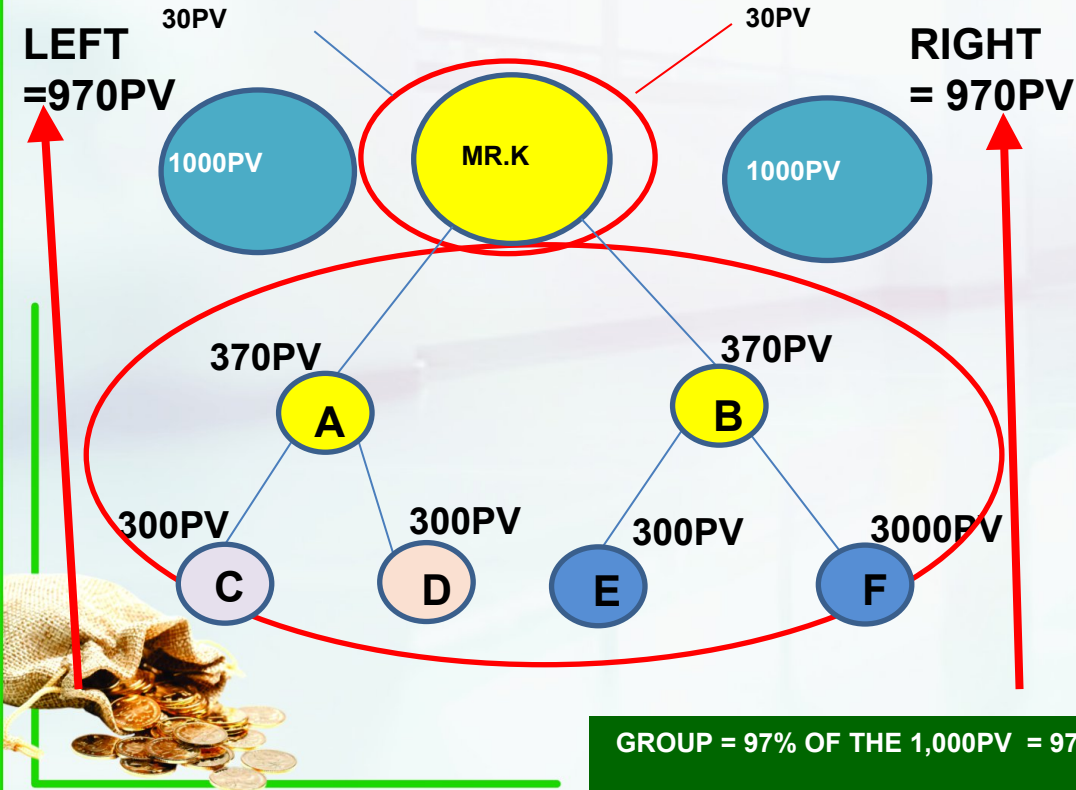 30PV
30PV
LEFT
=970PV
RIGHT
= 970PV
1000PV
MR.K
1000PV
370PV
370PV
A
B
300PV
300PV
300PV
3000PV
C
D
E
F
GROUP = 97% OF THE 1,000PV = 97